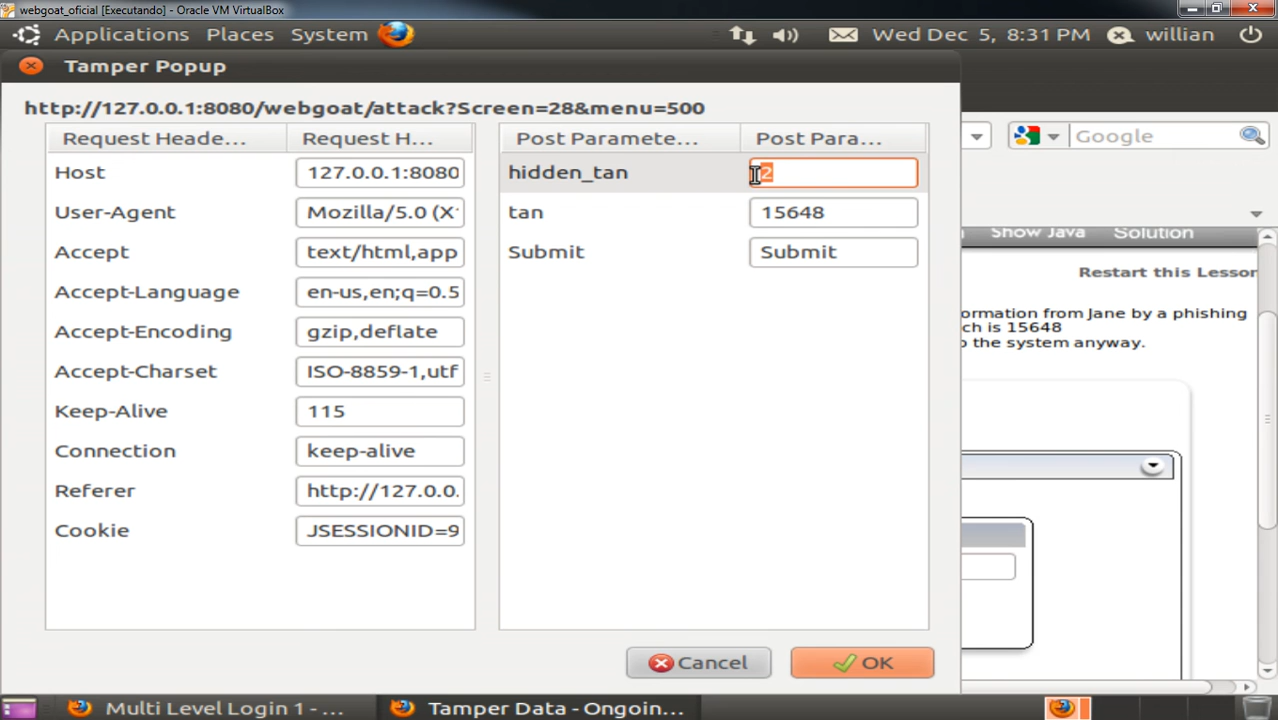 webgoat_oficial [Executando] - Oracle VM VirtualBox
Applications Places System Wed Dec 5, 8:31 PM willian
Tamper Popup
http://127.0.0.1:8080/webgoat/attack?Screen=28&menu=500
Request Heade... Request H... Post Paramete... Post Para...
Host 127.0.0.1:8080 hidden_tan 2
User-Agent Mozilla/5.0 (X tan 15648
Accept text/html,app Submit Submit
Accept-Language en-us,en;q=0.5
Accept-Encoding gzip,deflate
Accept-Charset ISO-8859-1,utf
Keep-Alive 115
Connection keep-alive
Referer http://127.0.0.
Cookie JSESSIONID=9
Cancel OK
Google
Show Java Solution
Restart this Lesson
ormation from Jane by a phishing
ch is 15648
o the system anyway.
Multi Level Login 1 - ... Tamper Data - Ongoin...